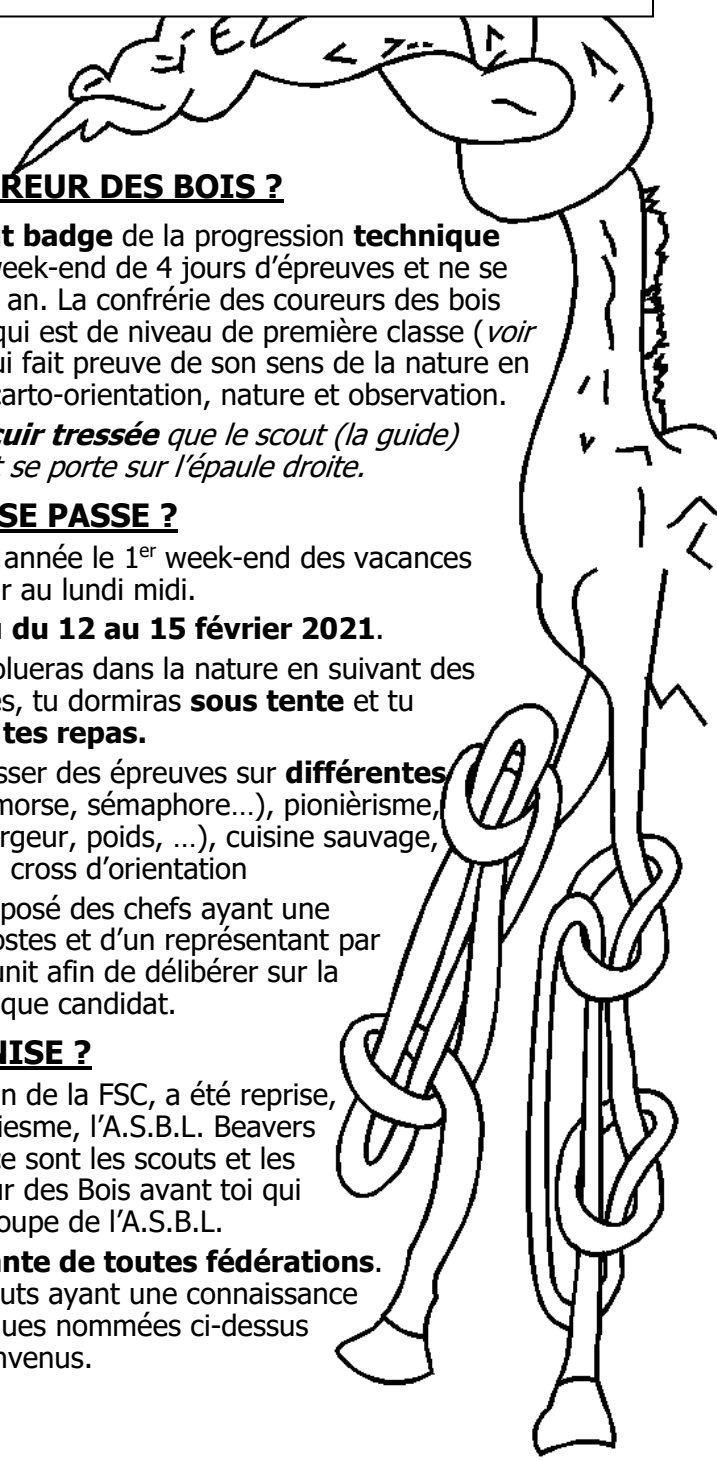 REUR DES BOIS ?
t badge de la progression technique
week-end de 4 jours d'épreuves et ne se
an. La confrérie des coureurs des bois
qui est de niveau de première classe (voir
ui fait preuve de son sens de la nature en
carto-orientation, nature et observation.
cuir tressée que le scout (la guide)
t se porte sur l'épaule droite.
SE PASSE ?
année le 1er week-end des vacances
r au lundi midi.
u du 12 au 15 février 2021.
olueras dans la nature en suivant des
es, tu dormiras sous tente et tu
tes repas.
sser des épreuves sur différentes
morse, sémaphore…), pionièrisme,
rgeur, poids, …), cuisine sauvage,
cross d'orientation
posé des chefs ayant une
ostes et d'un représentant par
unit afin de délibérer sur la
que candidat.
NISE ?
n de la FSC, a été reprise,
iesme, l'A.S.B.L. Beavers
ce sont les scouts et les
ur des Bois avant toi qui
oupe de l'A.S.B.L.
ante de toutes fédérations.
uts ayant une connaissance
ques nommées ci-dessus
nvenus.